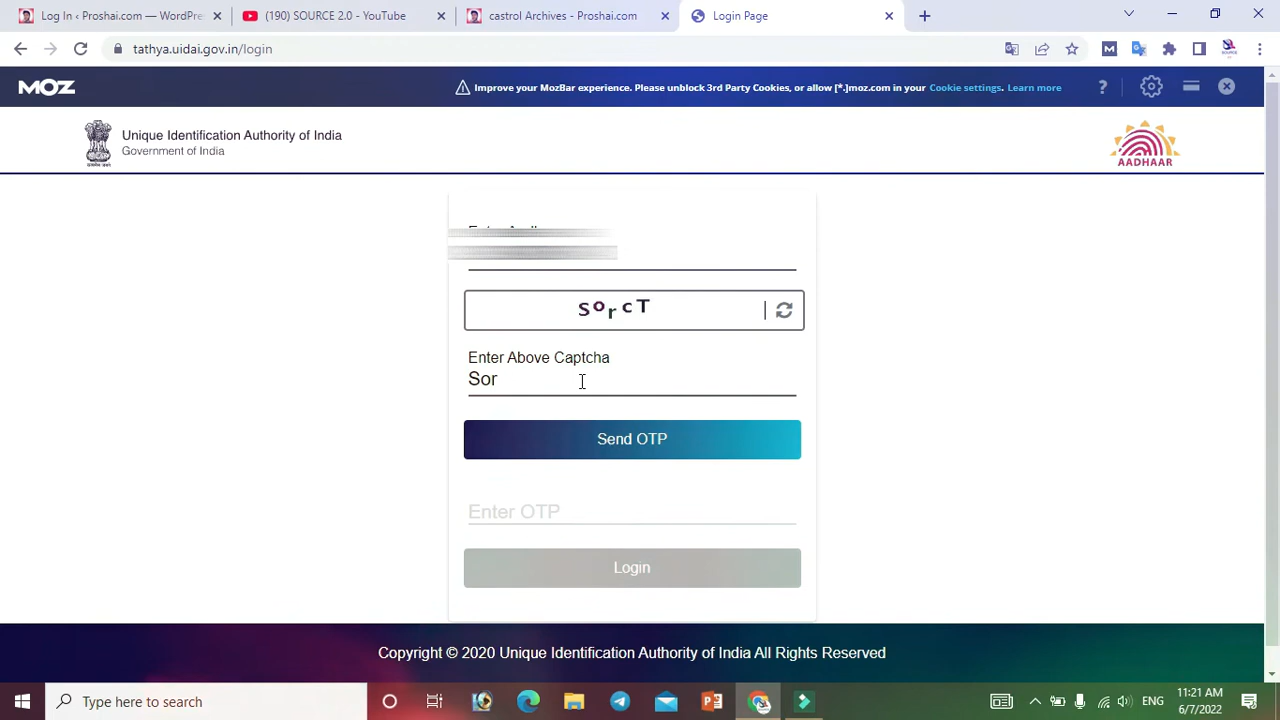 Log In ‹ Proshai.com — WordPre
(190) SOURCE 2.0 - YouTube
castrol Archives - Proshai.com
Login Page
tathya.uidai.gov.in/login
MOZ
Improve your MozBar experience. Please unblock 3rd Party Cookies, or allow [*.]moz.com in your Cookie settings. Learn more
?
Unique Identification Authority of India
Government of India
AADHAAR
sorcT
Enter Above Captcha
Sor
Send OTP
Enter OTP
Login
Copyright © 2020 Unique Identification Authority of India All Rights Reserved
Type here to search
ENG
11:21 AM
6/7/2022